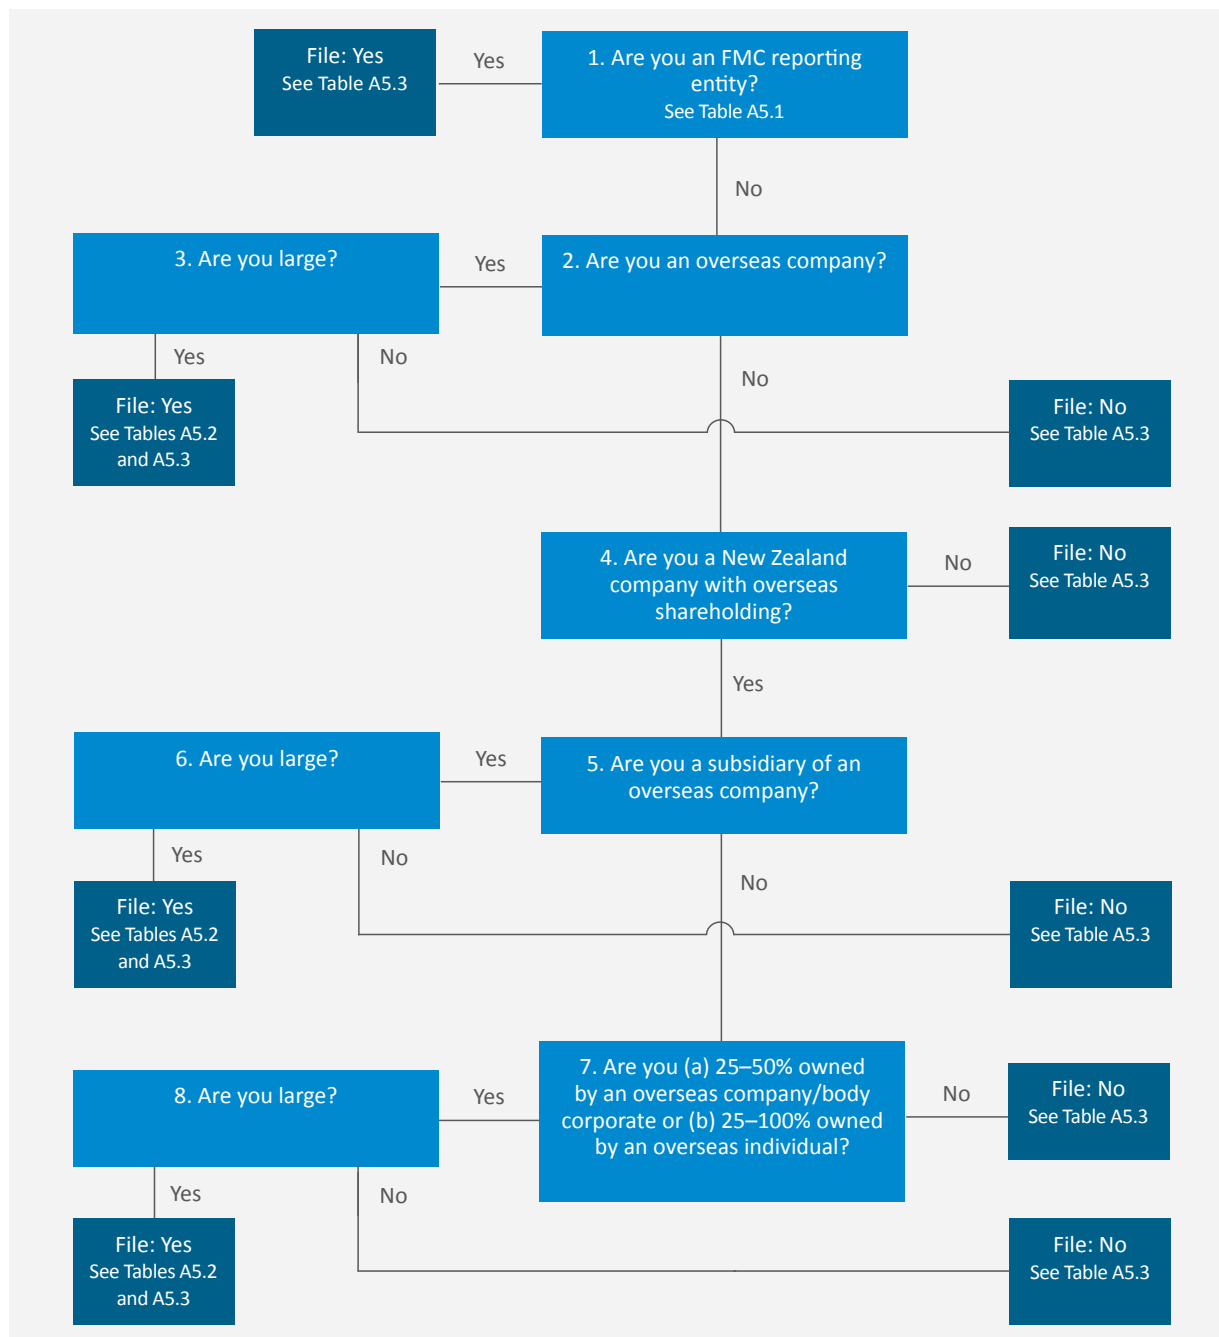 File: Yes
See Table A5.3
Yes
1. Are you an FMC reporting
entity?
See Table A5.1
No
3. Are you large?
Yes
2. Are you an overseas company?
Yes
No
No
File: Yes
See Tables A5.2
and A5.3
File: No
See Table A5.3
4. Are you a New Zealand
company with overseas
shareholding?
No
File: No
See Table A5.3
Yes
6. Are you large?
Yes
5. Are you a subsidiary of an
overseas company?
Yes
No
No
File: Yes
See Tables A5.2
and A5.3
File: No
See Table A5.3
8. Are you large?
Yes
7. Are you (a) 25–50% owned
by an overseas company/body
corporate or (b) 25–100% owned
by an overseas individual?
No
File: No
See Table A5.3
Yes
No
File: Yes
See Tables A5.2
and A5.3
File: No
See Table A5.3